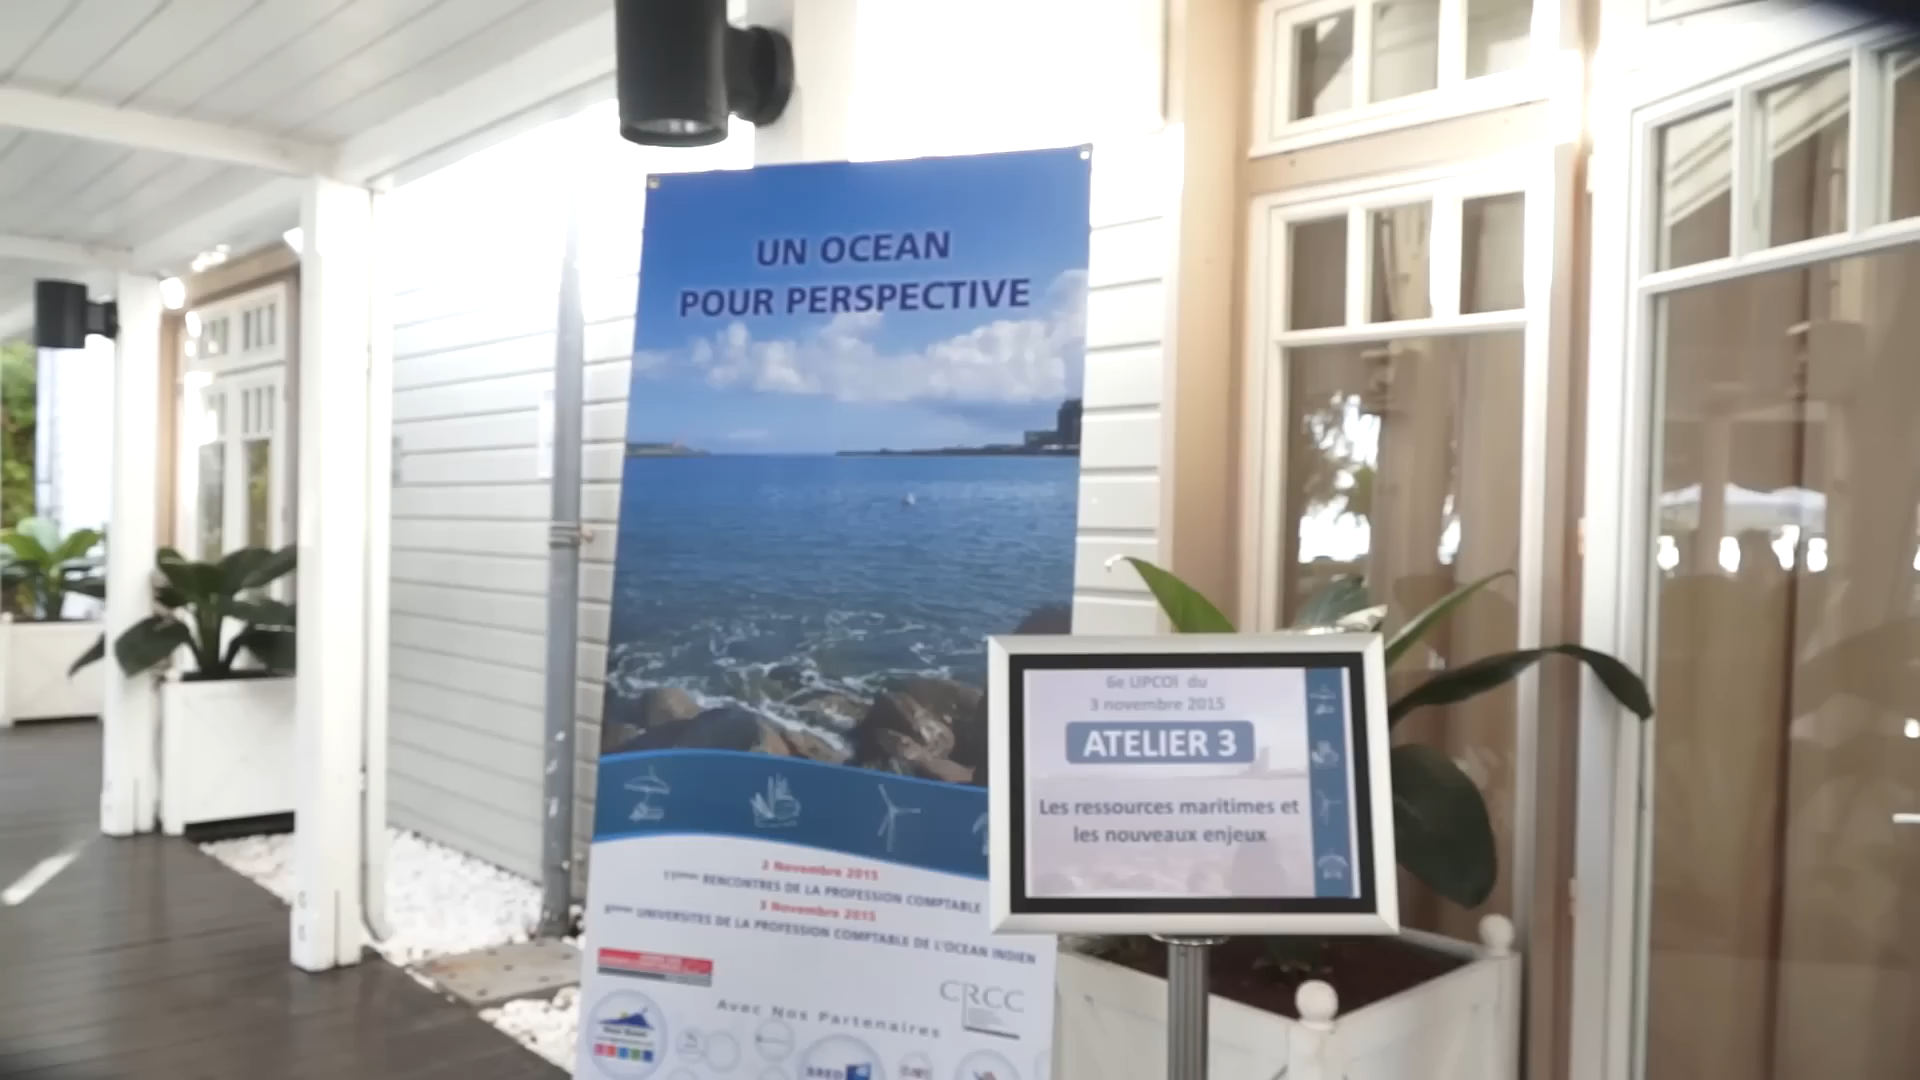 UN OCEAN
POUR PERSPECTIVE
2 Novembre 2015
RENCONTRES DE LA PROFESSION COMPTABLE
3 Novembre 2015
UNIVERSITES DE LA PROFESSION COMPTABLE DE L'OCEAN INDIEN
CRCC
Avec Nos Partenaires
BRED
6e UPCOI du
3 novembre 2015
ATELIER 3
Les ressources maritimes et
les nouveaux enjeux